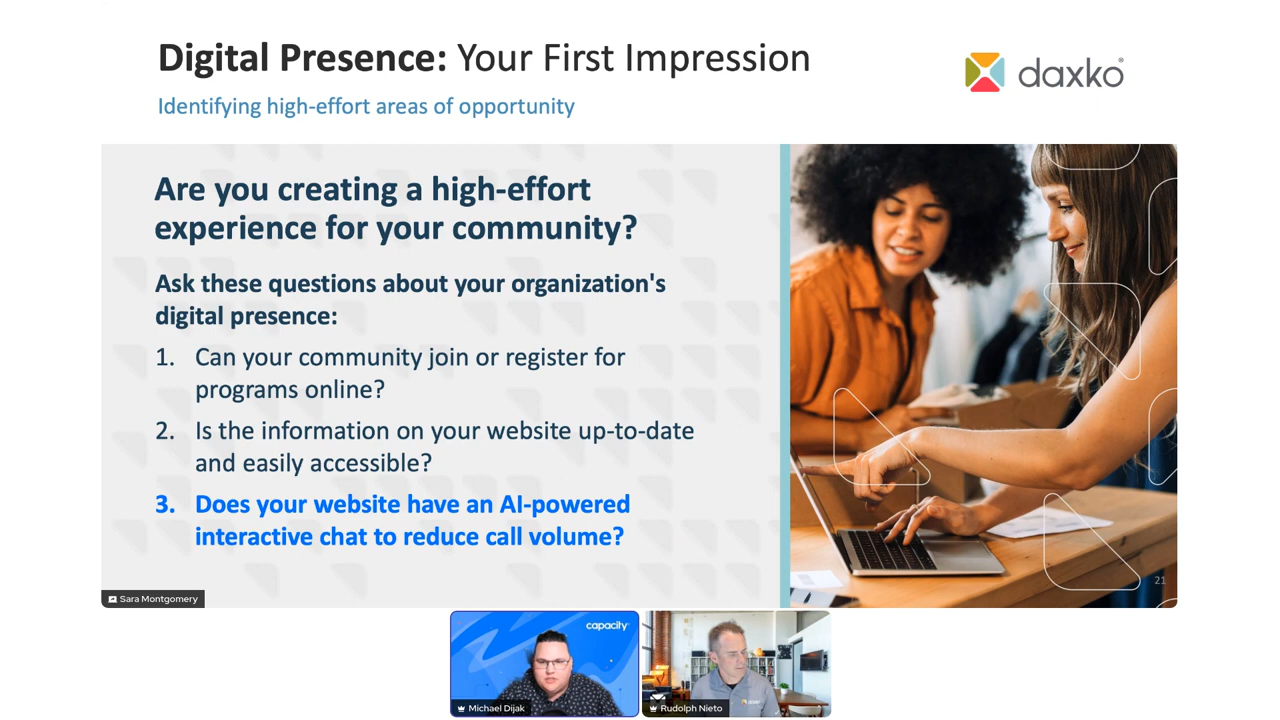 Digital Presence: Your First Impression
daxko®
Identifying high-effort areas of opportunity
Are you creating a high-effort
experience for your community?
Ask these questions about your organization's
digital presence:
1. Can your community join or register for
programs online?
2. Is the information on your website up-to-date
and easily accessible?
3. Does your website have an AI-powered
interactive chat to reduce call volume?
21
Sara Montgomery
capacity
Michael Dijak
Rudolph Nieto